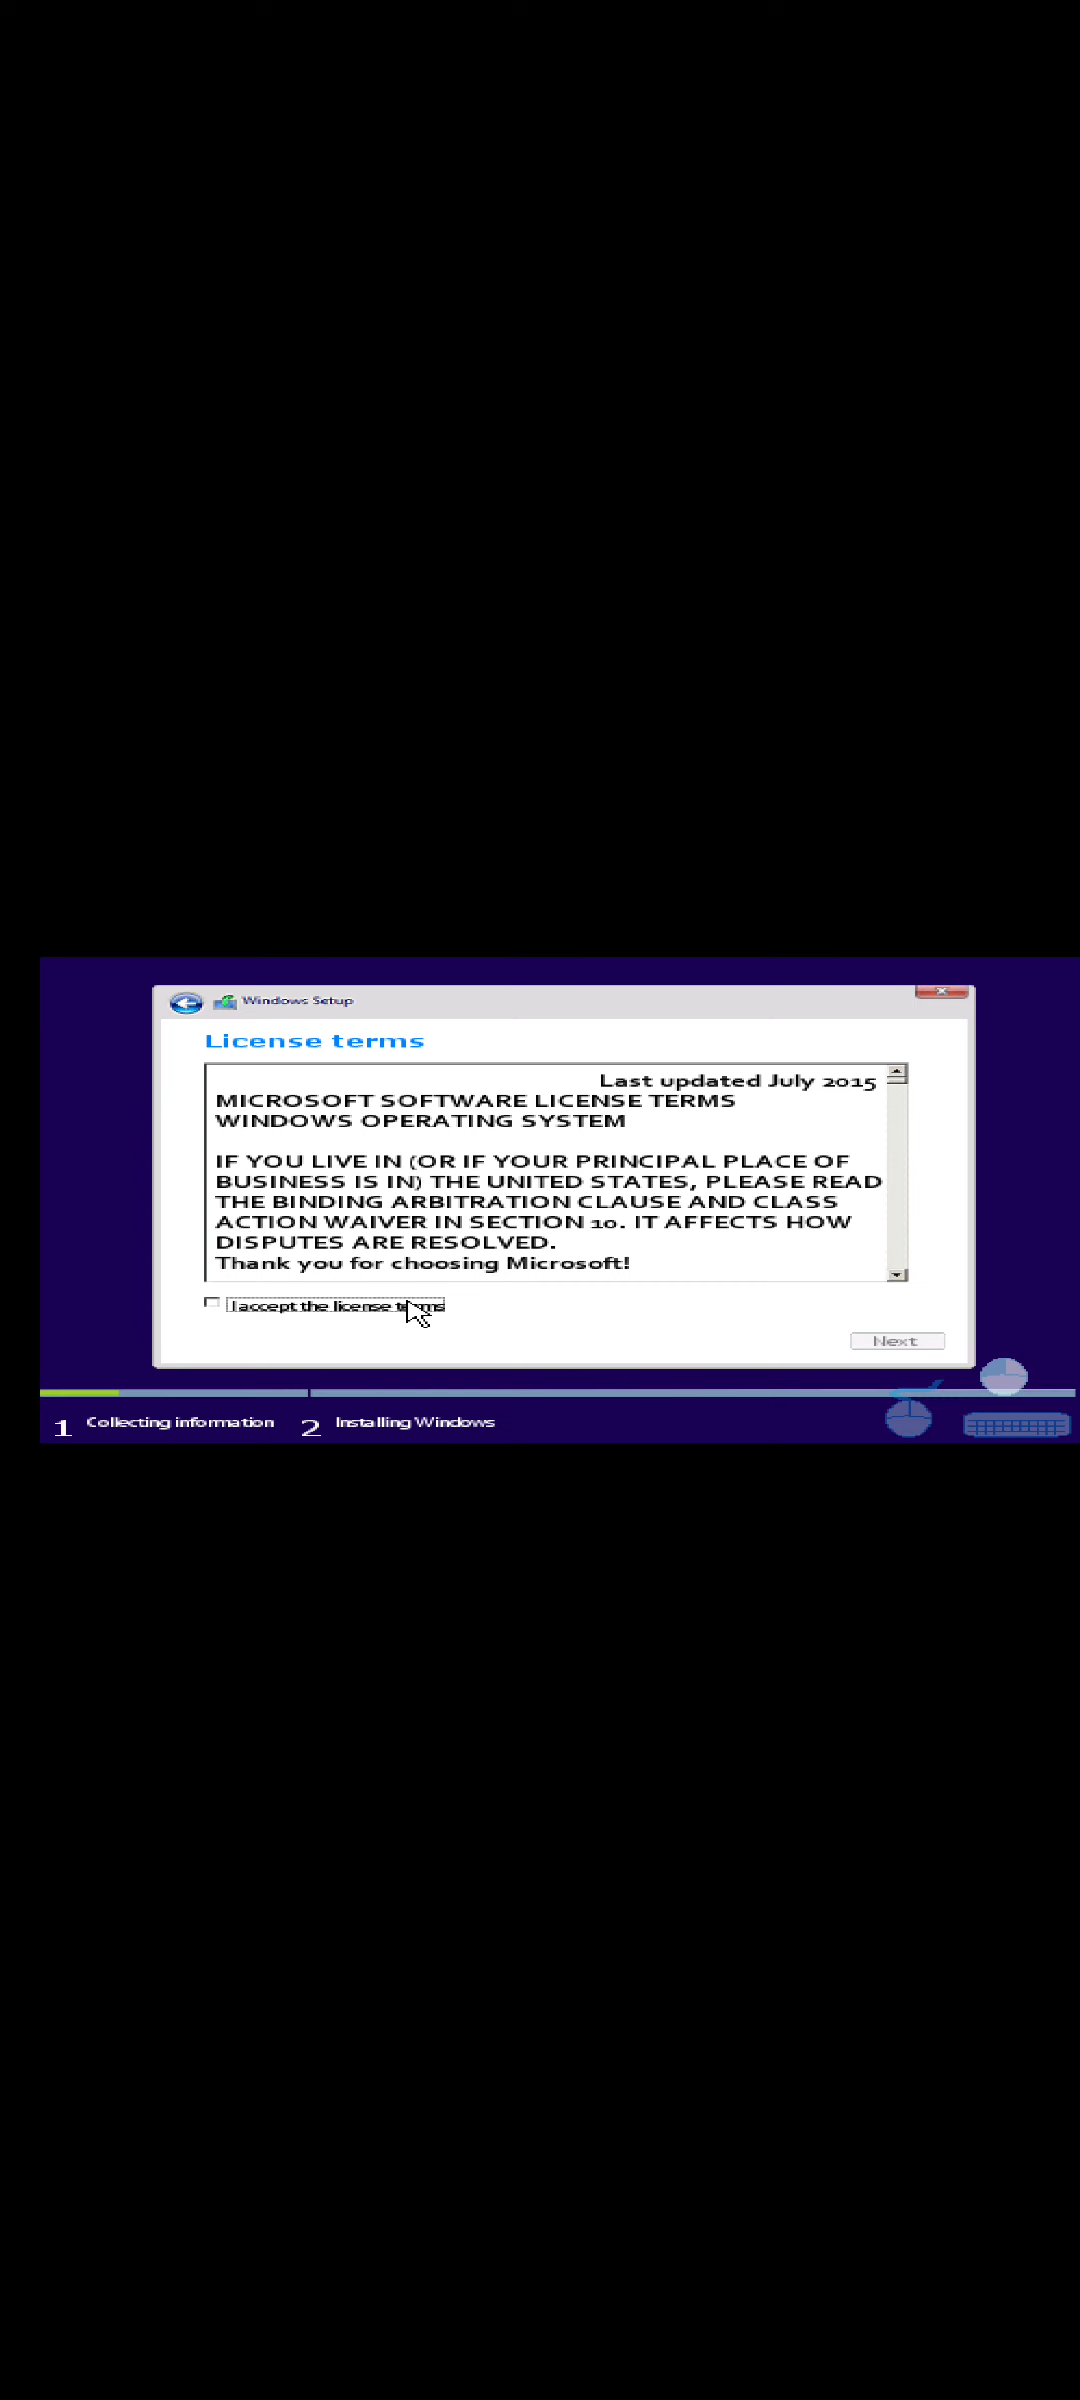 Windows Setup
License terms
Last updated July 2015
MICROSOFT SOFTWARE LICENSE TERMS
WINDOWS OPERATING SYSTEM
IF YOU LIVE IN (OR IF YOUR PRINCIPAL PLACE OF
BUSINESS IS IN) THE UNITED STATES, PLEASE READ
THE BINDING ARBITRATION CLAUSE AND CLASS
ACTION WAIVER IN SECTION 10. IT AFFECTS HOW
DISPUTES ARE RESOLVED.
Thank you for choosing Microsoft!
I accept the license terms
Next
1 Collecting information 2 Installing Windows